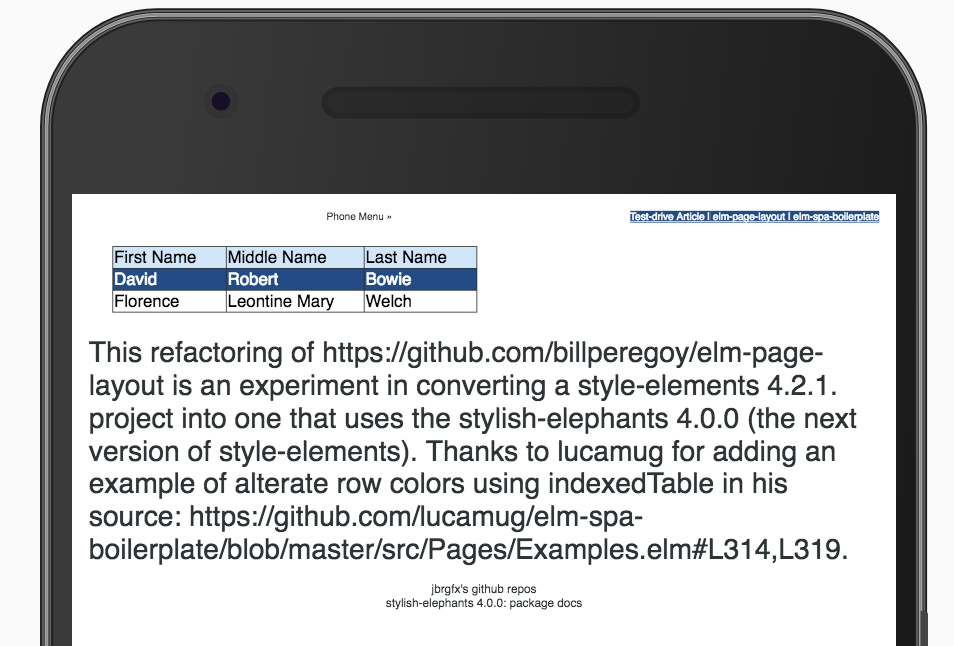 Phone Menu »
Test-drive Article | elm-page-layout | elm-spa-boilerplate
First Name Middle Name Last Name
David Robert Bowie
Florence Leontine Mary Welch
This refactoring of https://github.com/billperegoy/elm-page-
layout is an experiment in converting a style-elements 4.2.1.
project into one that uses the stylish-elephants 4.0.0 (the next
version of style-elements). Thanks to lucamug for adding an
example of alterate row colors using indexedTable in his
source: https://github.com/lucamug/elm-spa-
boilerplate/blob/master/src/Pages/Examples.elm#L314,L319.
jbrgfx's github repos
stylish-elephants 4.0.0: package docs